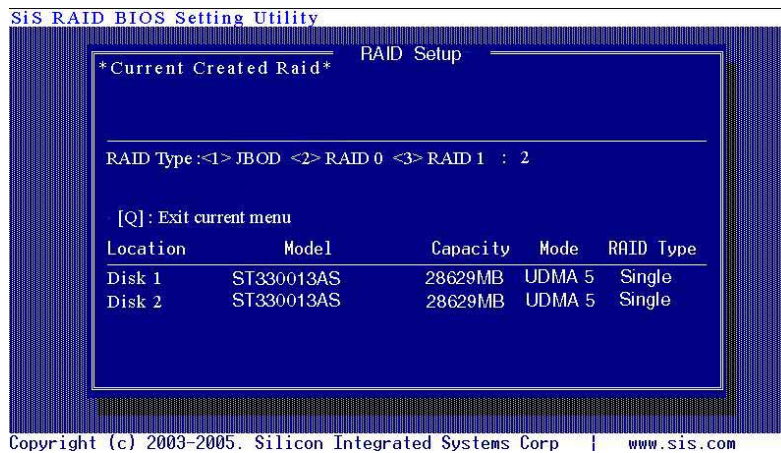 SiS RAID BIOS Setting Utility
RAID Setup
*Current Created Raid*
RAID Type :<1> JBOD <2> RAID 0 <3> RAID 1 : 2
[Q] : Exit current menu
Location Model Capacity Mode RAID Type
Disk 1 ST330013AS 28629MB UDMA 5 Single
Disk 2 ST330013AS 28629MB UDMA 5 Single
Copyright (c) 2003-2005. Silicon Integrated Systems Corp | www.sis.com